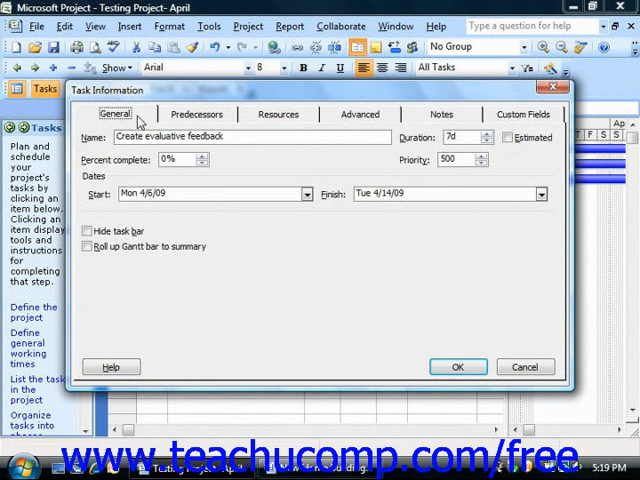 Microsoft Project - Testing Project- April
File Edit View Insert Format Tools Project Report Collaborate Window Help Type a question for help
No Group
Show Arial 8 B I U All Tasks
Tasks
Task Information
General Predecessors Resources Advanced Notes Custom Fields
Name: Create evaluative feedback Duration: 7d Estimated
Percent complete: 0% Priority: 500
Dates
Start: Mon 4/6/09 Finish: Tue 4/14/09
Hide task bar
Roll up Gantt bar to summary
Help OK Cancel
Tasks
Plan and
schedule
your
project's
tasks by
clicking an
item below.
Clicking an
item display
tools and
instructions
for
completing
that step.
Define the
project
Define
general
working
times
List the tas
in the
project
Organize
tasks into
Ap
T F S S
www.teachucomp.com/free
5:19 PM